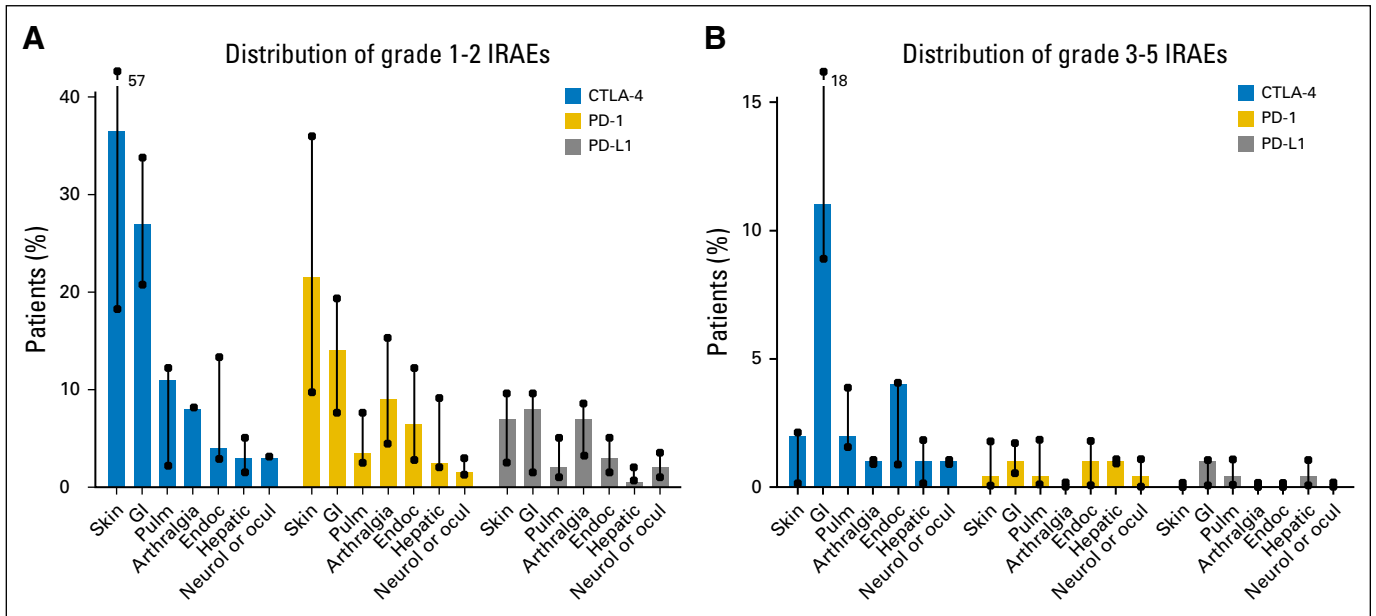 A
Distribution of grade 1-2 IRAEs
57
CTLA-4
PD-1
PD-L1
Patients (%)
40
30
20
10
0
Skin
GI
Pulm
Arthralgia
Endoc
Hepatic
Neurol or ocul
Skin
GI
Pulm
Arthralgia
Endoc
Hepatic
Neurol or ocul
Skin
GI
Pulm
Arthralgia
Endoc
Hepatic
Neurol or ocul
B
Distribution of grade 3-5 IRAEs
18
CTLA-4
PD-1
PD-L1
Patients (%)
15
10
5
0
Skin
GI
Pulm
Arthralgia
Endoc
Hepatic
Neurol or ocul
Skin
GI
Pulm
Arthralgia
Endoc
Hepatic
Neurol or ocul
Skin
GI
Pulm
Arthralgia
Endoc
Hepatic
Neurol or ocul